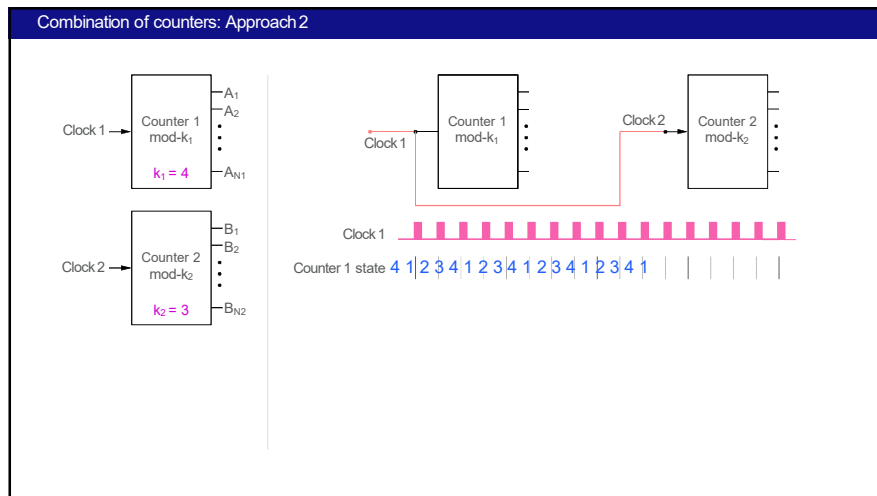 Combination of counters: Approach 2
Clock 1
Counter 1
mod-k₁
k₁ = 4
A₁
A₂
A_N1
Clock 2
Counter 2
mod-k₂
k₂ = 3
B₁
B₂
B_N2
Clock 1
Counter 1
mod-k₁
Clock 2
Counter 2
mod-k₂
Clock 1
Counter 1 state 4 1 2 3 4 1 2 3 4 1 2 3 4 1 2 3 4 1